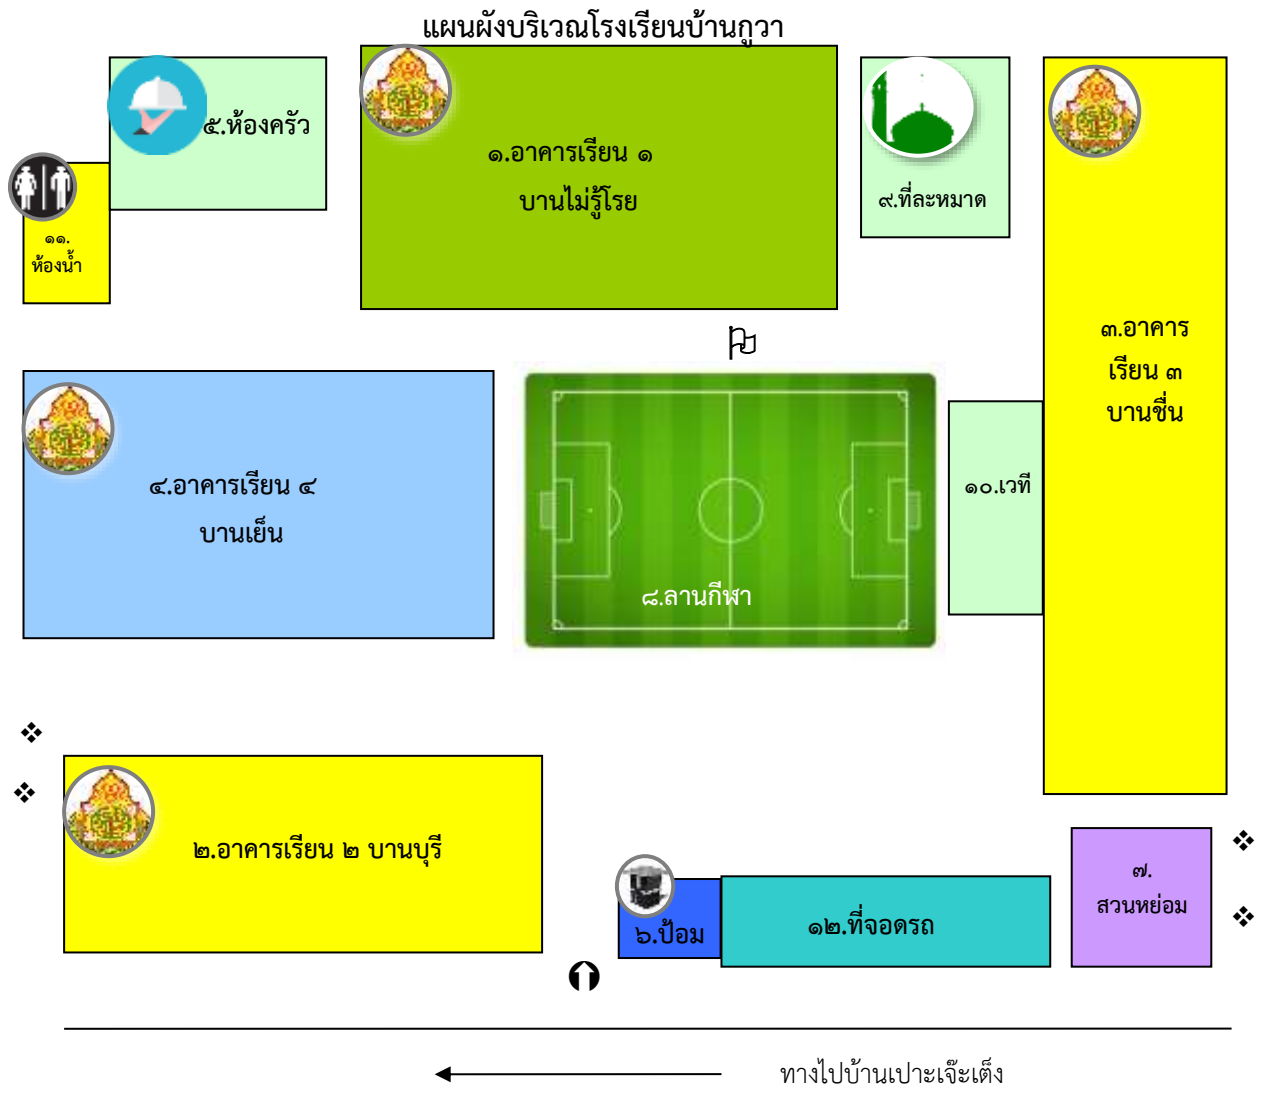 แผนผังบริเวณโรงเรียนบ้านกูวา
๕.ห้องครัว
๑.อาคารเรียน ๑
บานไม่รู้โรย
๙.ที่ละหมาด
๑๑.
ห้องน้ำ
๓.อาคาร
เรียน ๓
บานชื่น
๔.อาคารเรียน ๔
บานเย็น
๘.ลานกีฬา
๑๐.เวที
๒.อาคารเรียน ๒ บานบุรี
๖.ป้อม
๑๒.ที่จอดรถ
๗.
สวนหย่อม
ทางไปบ้านเปาะเจ๊ะเต็ง